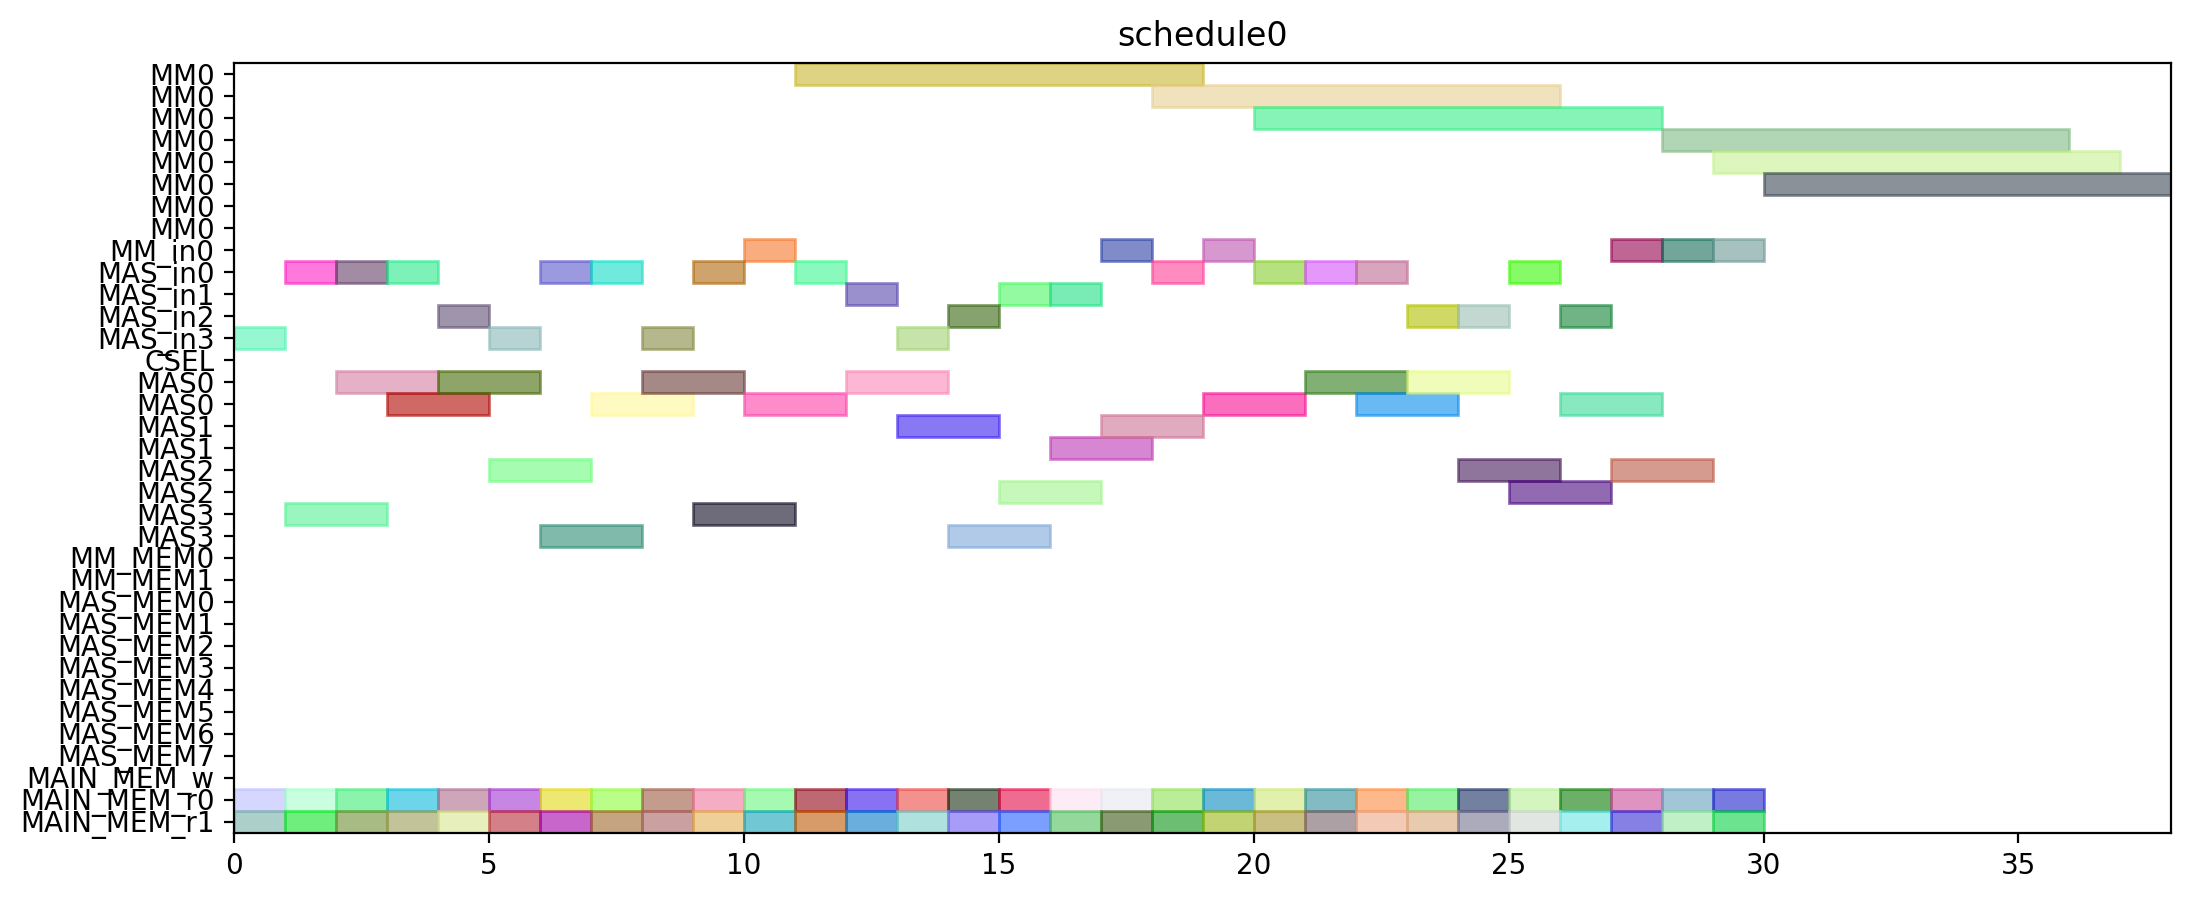 schedule0
MM0
MM0
MM0
MM0
MM0
MM0
MM0
MM0
MM_in0
MAS_in0
MAS_in1
MAS_in2
MAS_in3
CSEL
MAS0
MAS0
MAS1
MAS1
MAS2
MAS2
MAS3
MAS3
MM_MEM0
MM_MEM1
MAS_MEM0
MAS_MEM1
MAS_MEM2
MAS_MEM3
MAS_MEM4
MAS_MEM5
MAS_MEM6
MAS_MEM7
MAIN_MEM_w
MAIN_MEM_r0
MAIN_MEM_r1
0 5 10 15 20 25 30 35